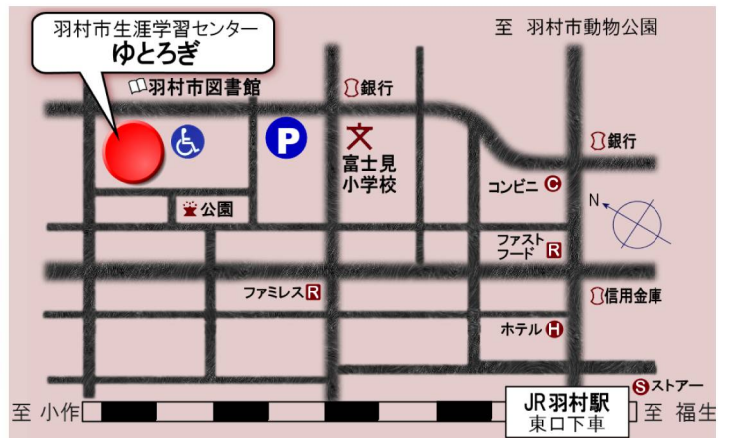 羽村市生涯学習センター
ゆとろぎ
至 羽村市動物公園
羽村市図書館
銀行
P
文
富士見
小学校
銀行
コンビニ C
N
公園
ファスト
フード R
ファミレス R
信用金庫
ホテル H
S ストアー
至 小作
JR羽村駅
東口下車
至 福生